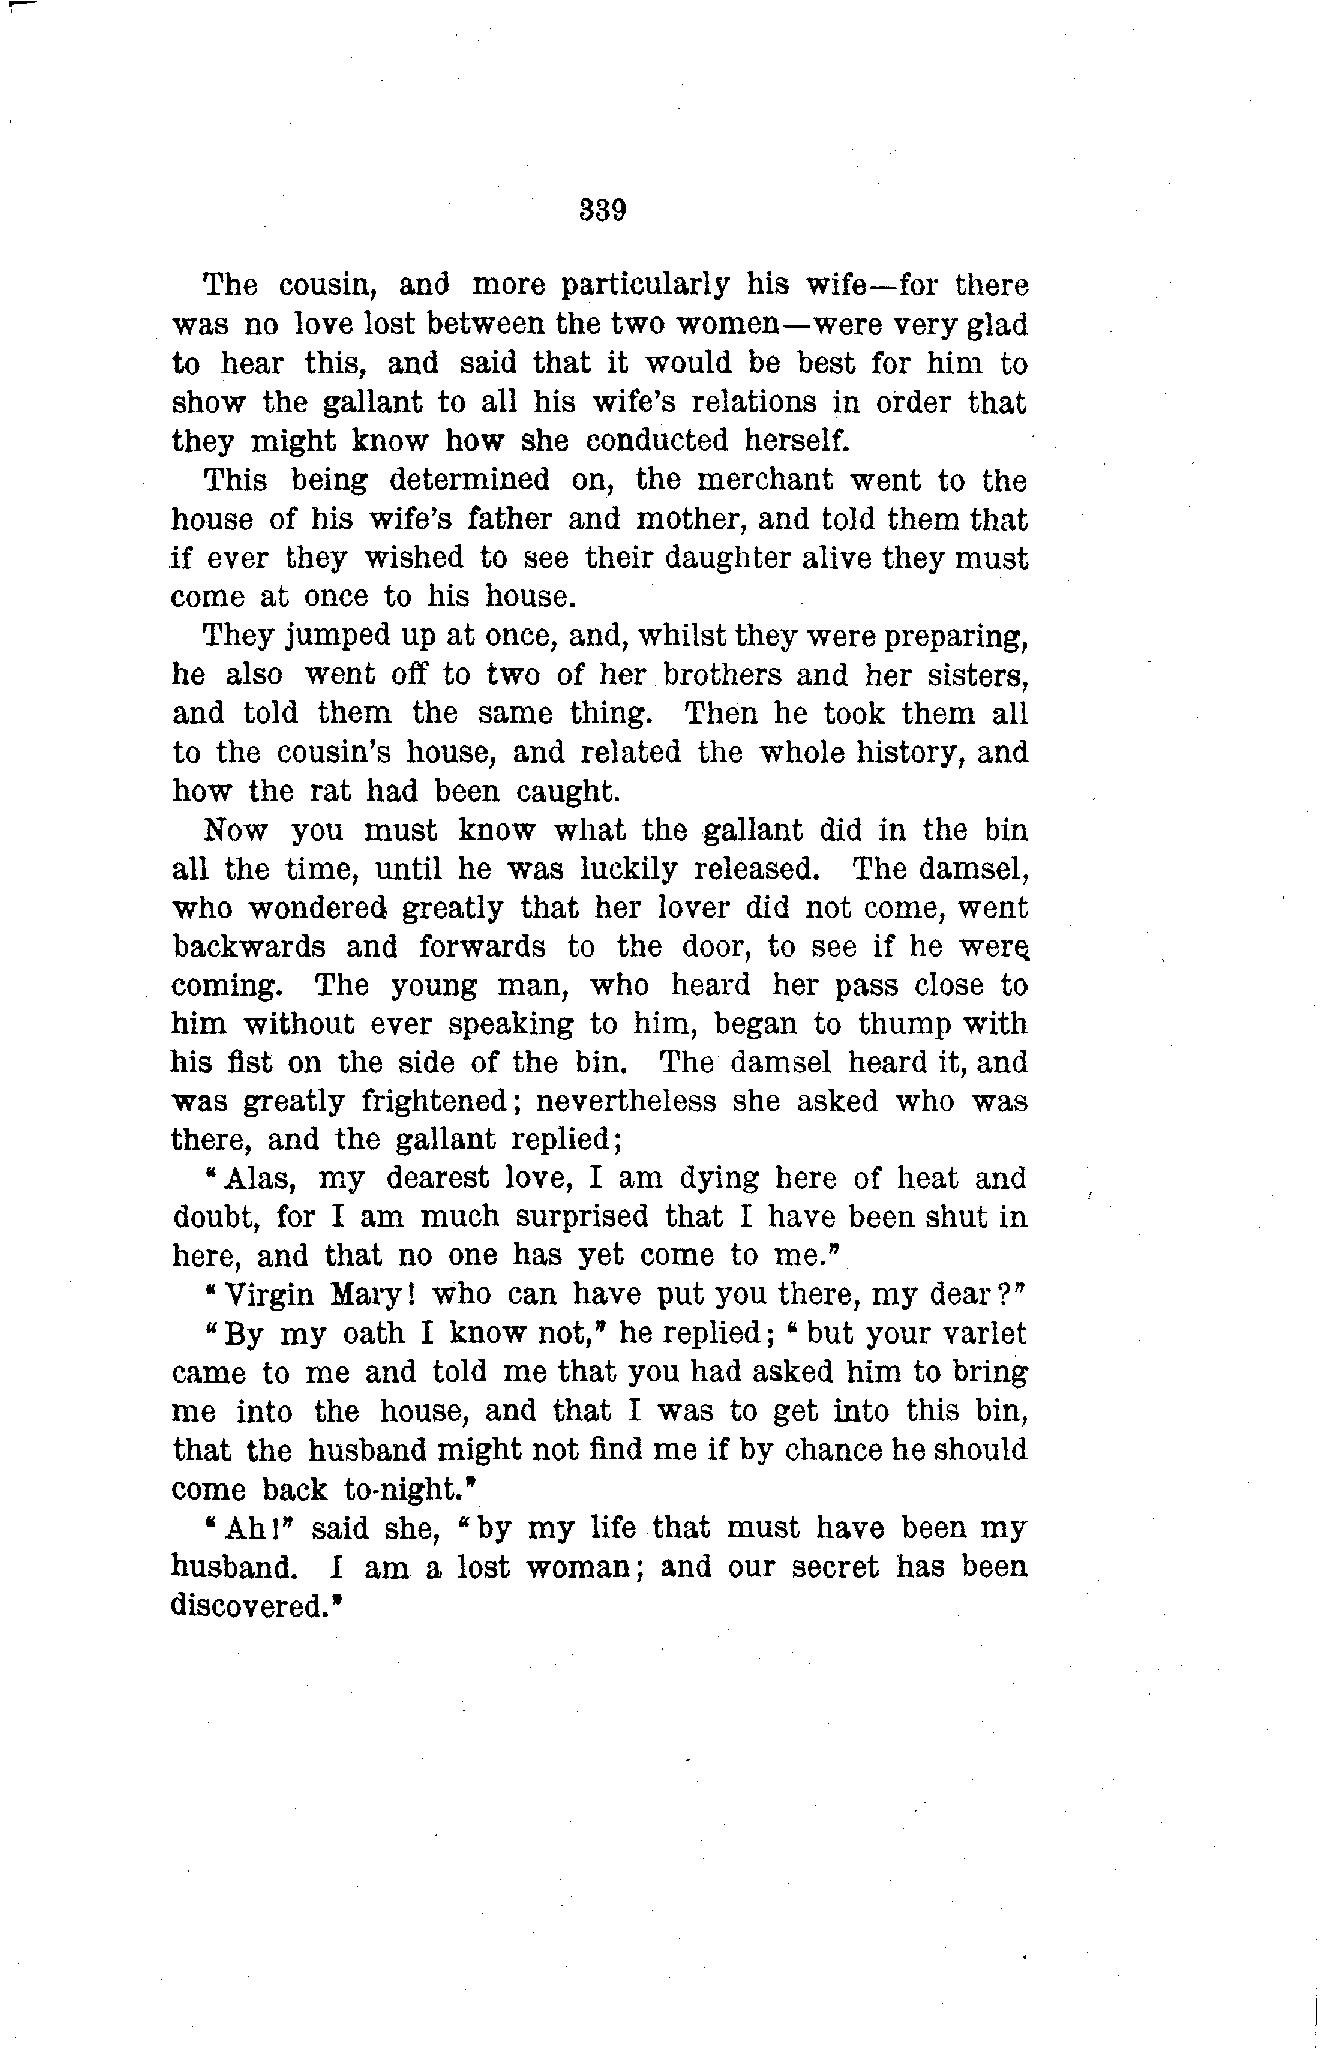 339
The cousin, and more particularly his wife—for there
was no love lost between the two women—were very glad
to hear this, and said that it would be best for him to
show the gallant to all his wife's relations in order that
they might know how she conducted herself.
This being determined on, the merchant went to the
house of his wife's father and mother, and told them that
if ever they wished to see their daughter alive they must
come at once to his house.
They jumped up at once, and, whilst they were preparing,
he also went off to two of her brothers and her sisters,
and told them the same thing. Then he took them all
to the cousin's house, and related the whole history, and
how the rat had been caught.
Now you must know what the gallant did in the bin
all the time, until he was luckily released. The damsel,
who wondered greatly that her lover did not come, went
backwards and forwards to the door, to see if he were
coming. The young man, who heard her pass close to
him without ever speaking to him, began to thump with
his fist on the side of the bin. The damsel heard it, and
was greatly frightened; nevertheless she asked who was
there, and the gallant replied;
"Alas, my dearest love, I am dying here of heat and
doubt, for I am much surprised that I have been shut in
here, and that no one has yet come to me."
"Virgin Mary! who can have put you there, my dear?"
"By my oath I know not," he replied; "but your varlet
came to me and told me that you had asked him to bring
me into the house, and that I was to get into this bin,
that the husband might not find me if by chance he should
come back to-night."
"Ah!" said she, "by my life that must have been my
husband. I am a lost woman; and our secret has been
discovered."